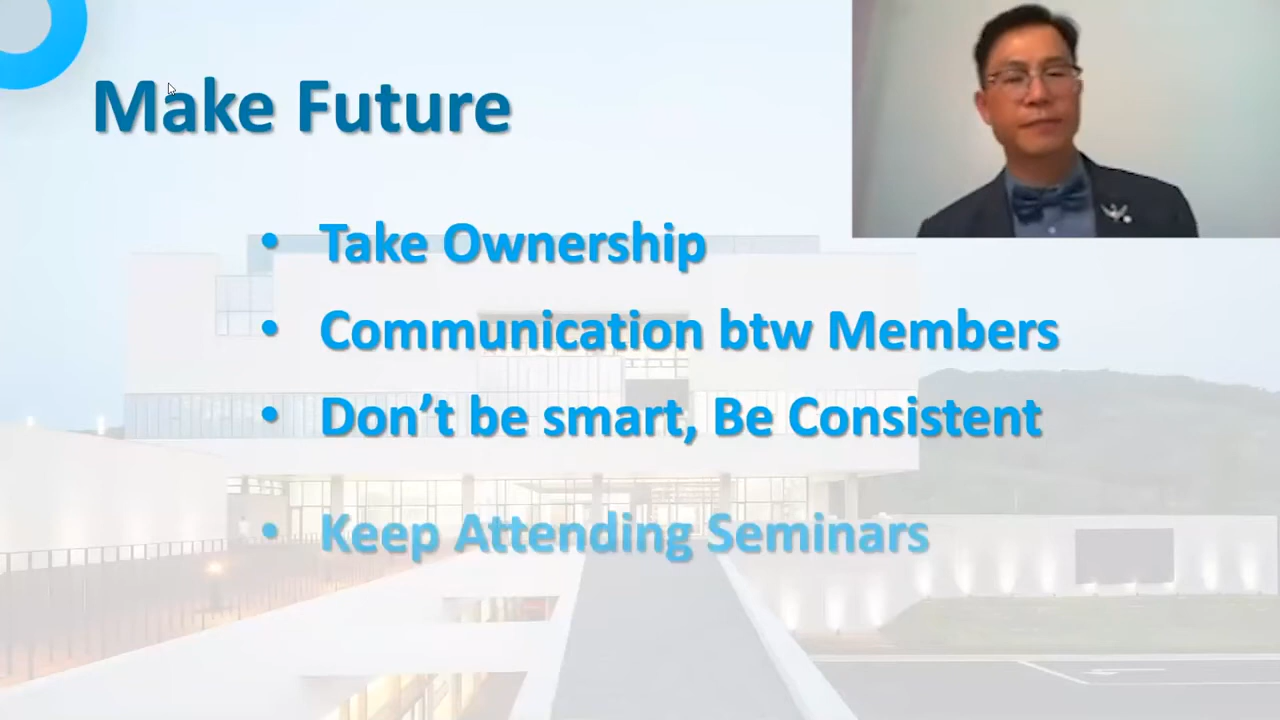 Make Future
• Take Ownership
• Communication btw Members
• Don’t be smart, Be Consistent
• Keep Attending Seminars